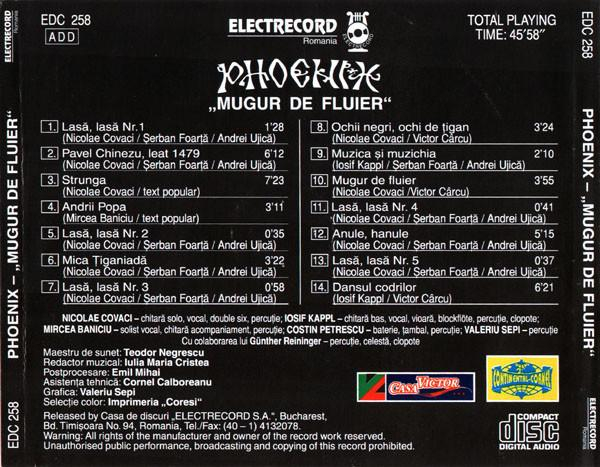 ELECTRECORD
Romania
EDC 258
PHOENIX – „MUGUR DE FLUIER“
EDC 258
ADD
ELECTRECORD
Romania
ELECTRECORD
TOTAL PLAYING
TIME: 45'58"
PHOENIX
„MUGUR DE FLUIER“
1. Lasă, lasă Nr.1 1'28
(Nicolae Covaci / Şerban Foarţă / Andrei Ujică)
2. Pavel Chinezu, leat 1479 6'12
(Nicolae Covaci / Şerban Foarţă / Andrei Ujică)
3. Strunga 7'23
(Nicolae Covaci / text popular)
4. Andrii Popa 3'11
(Mircea Baniciu / text popular)
5. Lasă, lasă Nr. 2 0'35
(Nicolae Covaci / Şerban Foarţă / Andrei Ujică)
6. Mica Ţiganiadă 3'22
(Nicolae Covaci / Şerban Foarţă / Andrei Ujică)
7. Lasă, lasă Nr. 3 0'58
(Nicolae Covaci / Şerban Foarţă / Andrei Ujică)
8. Ochii negri, ochi de ţigan 3'24
(Nicolae Covaci / Victor Cârcu)
9. Muzica si muzichia 2'10
(Iosif Kappl / Şerban Foarţă / Andrei Ujică)
10. Mugur de fluier 3'55
(Nicolae Covaci /Victor Cârcu)
11. Lasă, lasă Nr. 4 0'41
(Nicolae Covaci / Şerban Foarţă / Andrei Ujică)
12. Anule, hanule 5'15
(Nicolae Covaci / Şerban Foarţă / Andrei Ujică)
13. Lasă, lasă Nr. 5 0'37
(Nicolae Covaci / Şerban Foarţă / Andrei Ujică)
14. Dansul codrilor 6'21
(Iosif Kappl / Victor Cârcu)
NICOLAE COVACI – chitară solo, vocal, double six, percuţie; IOSIF KAPPL – chitară bas, vocal, vioară, blockflöte, percuţie, clopote;
MIRCEA BANICIU – solist vocal, chitară acompaniament, percuţie; COSTIN PETRESCU – baterie, ţambal, percuţie; VALERIU SEPI – percuţie
Cu colaborarea lui Günther Reininger – percuţie, celestă, clopote
Maestru de sunet: Teodor Negrescu
Redactor muzical: Iulia Maria Cristea
Postprocesare: Emil Mihai
Asistenţa tehnică: Cornel Calboreanu
Grafica: Valeriu Sepi
Selecţie color: Imprimeria „Coresi“
CASA VICTOR
CONTINENTAL-CORNEL
Released by Casa de discuri „ELECTRECORD S.A.“, Bucharest,
Bd. Timişoara No. 94, Romania, Tel./Fax: (40 – 1) 4132078.
Warning: All rights of the manufacturer and owner of the record work reserved.
Unauthorised public performance, broadcasting and copying of this record prohibited.
COMPACT
disc
DIGITAL AUDIO
EDC 258
PHOENIX – „MUGUR DE FLUIER“
ELECTRECORD
Romania